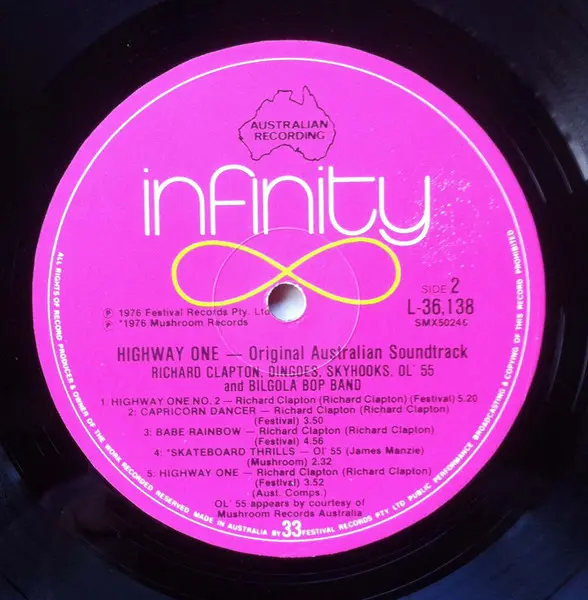 AUSTRALIAN
RECORDING
infinity
SIDE 2
L-36,138
SMX50246
℗ 1976 Festival Records Pty. Ltd
℗ *1976 Mushroom Records
HIGHWAY ONE — Original Australian Soundtrack
RICHARD CLAPTON, DINGOES, SKYHOOKS, OL' 55
and BILGOLA BOP BAND
1: HIGHWAY ONE NO. 2 — Richard Clapton (Richard Clapton) (Festival) 5.20
2: CAPRICORN DANCER — Richard Clapton (Richard Clapton)
(Festival) 3.50
3: BABE RAINBOW — Richard Clapton (Richard Clapton)
(Festival) 4.56
4: *SKATEBOARD THRILLS — Ol' 55 (James Manzie)
(Mushroom) 2.32
5: HIGHWAY ONE — Richard Clapton (Richard Clapton)
(Festival) 3.52
(Aust. Comps.)
OL' 55 appears by courtesy of
Mushroom Records Australia
33
ALL RIGHTS OF RECORD PRODUCER & OWNER OF THE WORK RECORDED RESERVED MADE IN AUSTRALIA BY FESTIVAL RECORDS PTY LTD PUBLIC PERFORMANCE BROADCASTING & COPYING OF THIS RECORD PROHIBITED